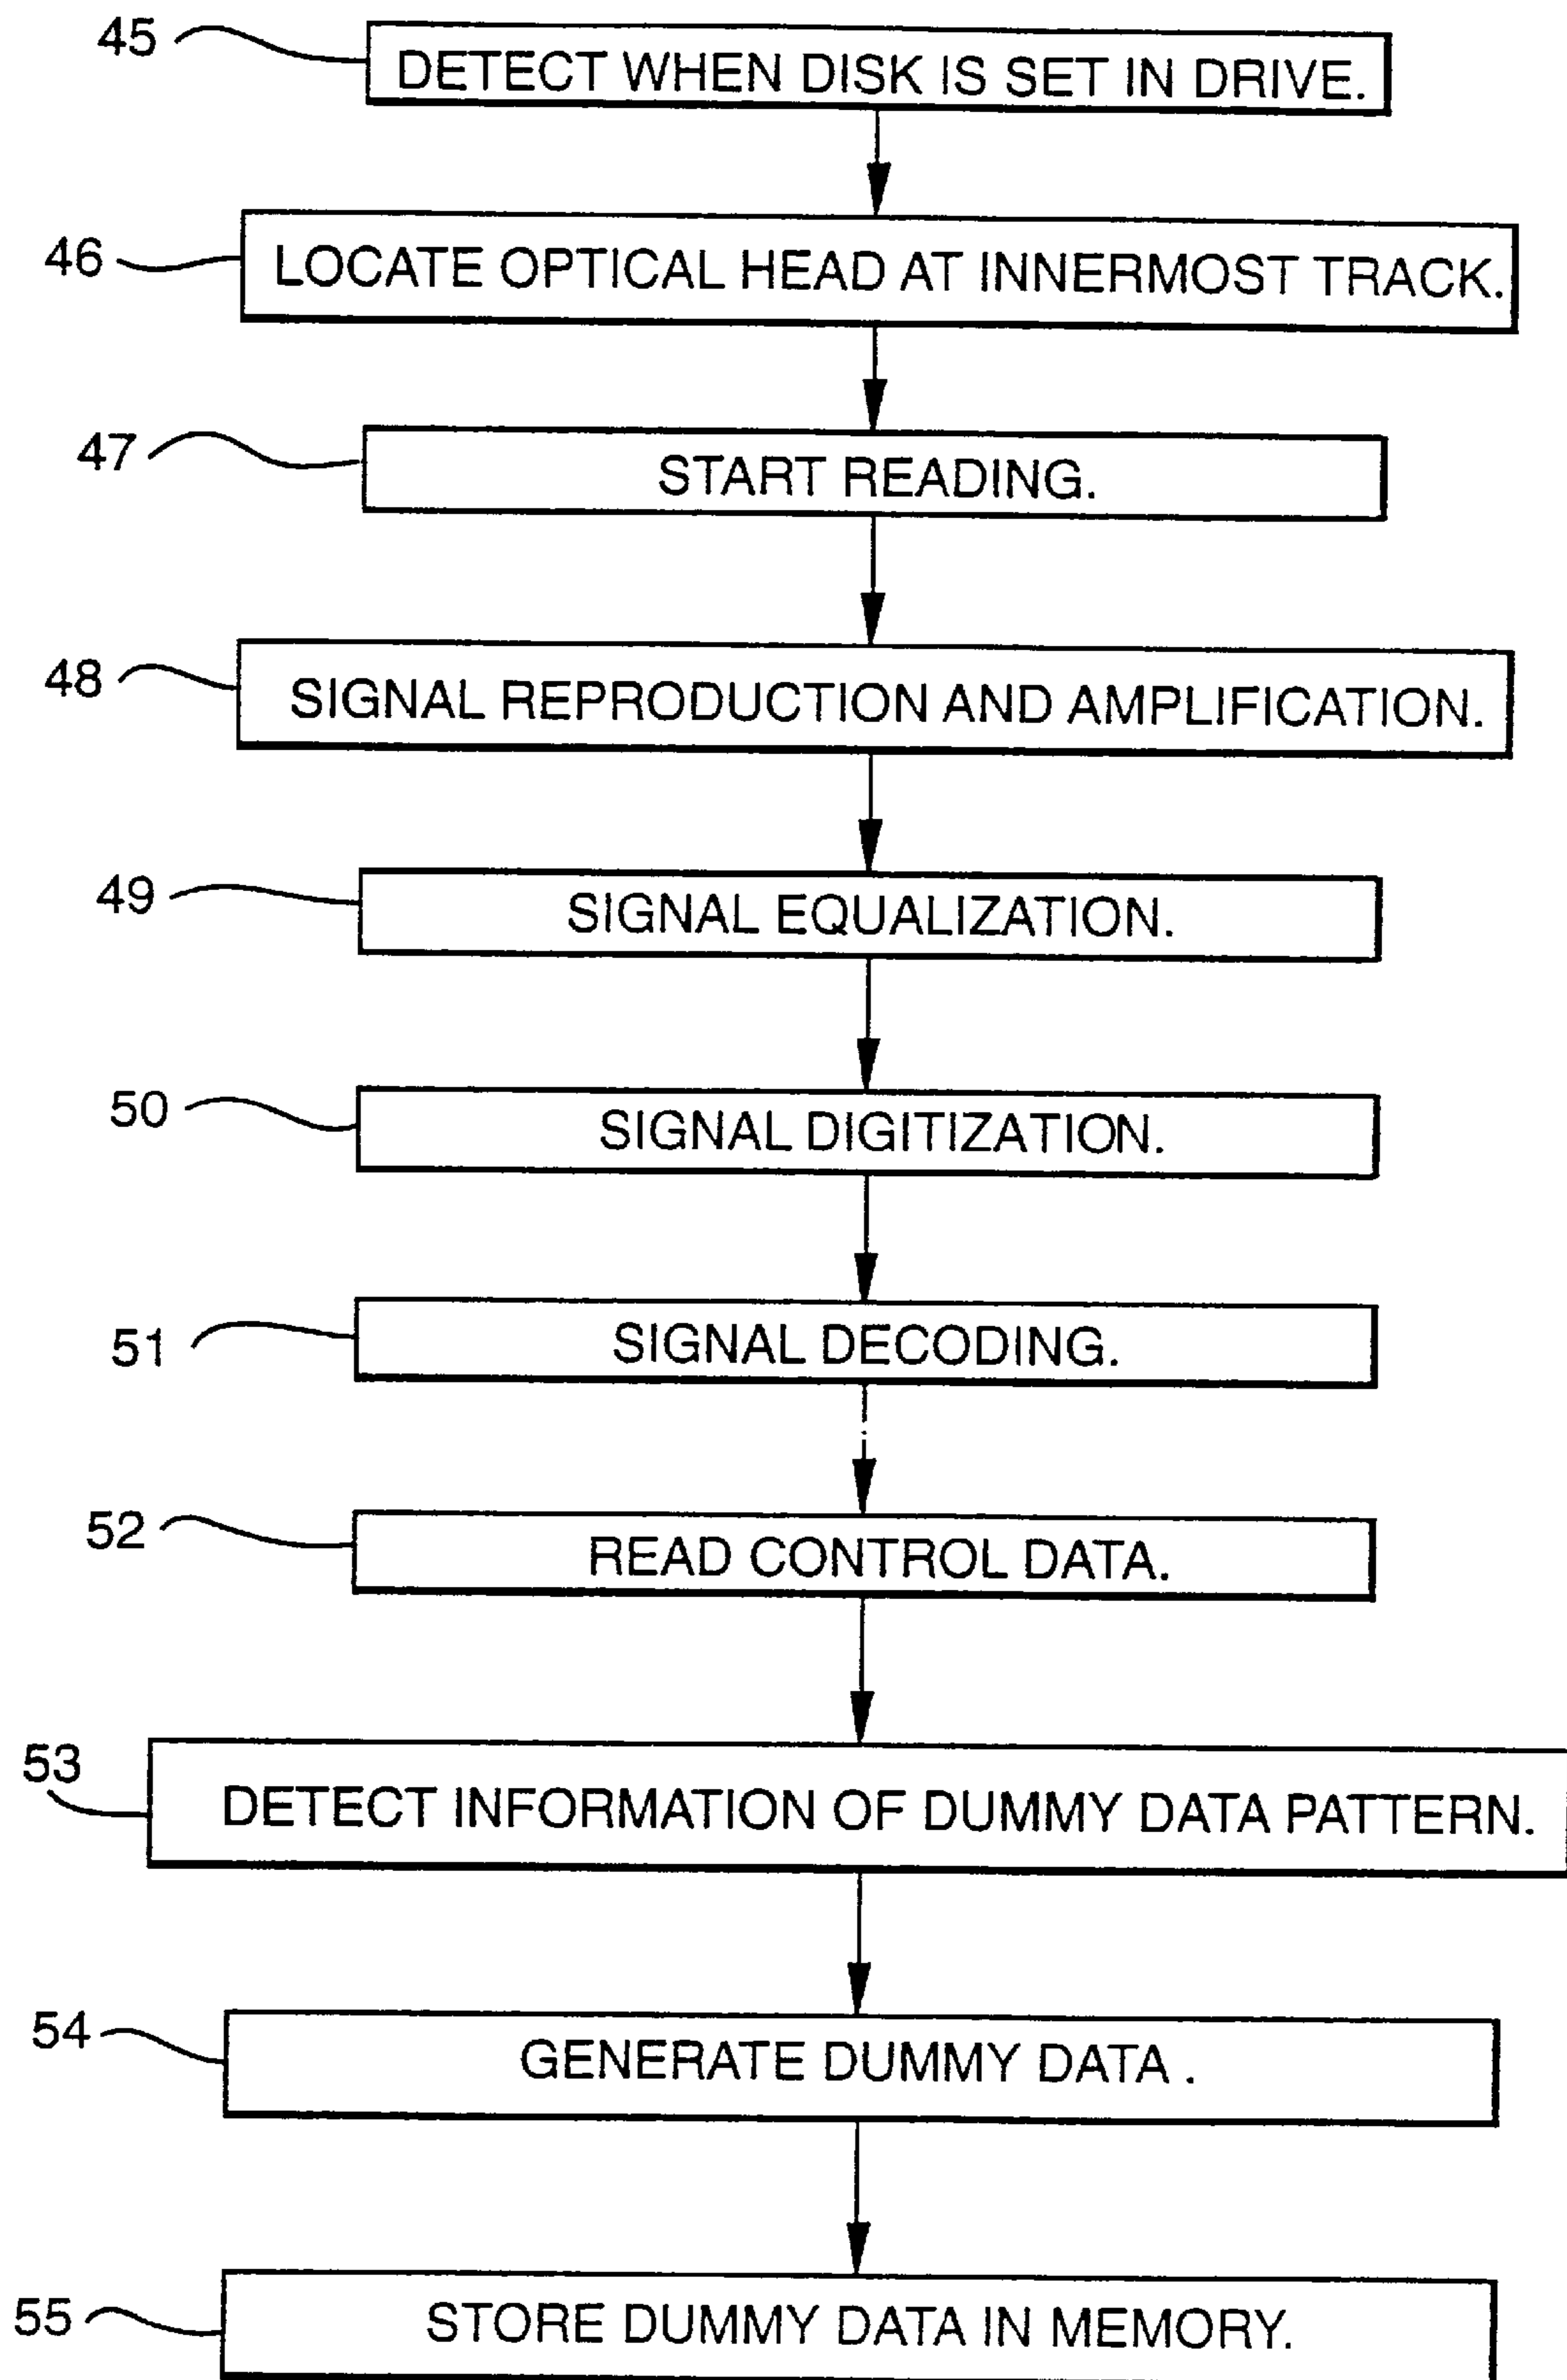 45 DETECT WHEN DISK IS SET IN DRIVE.
46 LOCATE OPTICAL HEAD AT INNERMOST TRACK.
47 START READING.
48 SIGNAL REPRODUCTION AND AMPLIFICATION.
49 SIGNAL EQUALIZATION.
50 SIGNAL DIGITIZATION.
51 SIGNAL DECODING.
52 READ CONTROL DATA.
53 DETECT INFORMATION OF DUMMY DATA PATTERN.
54 GENERATE DUMMY DATA .
55 STORE DUMMY DATA IN MEMORY.